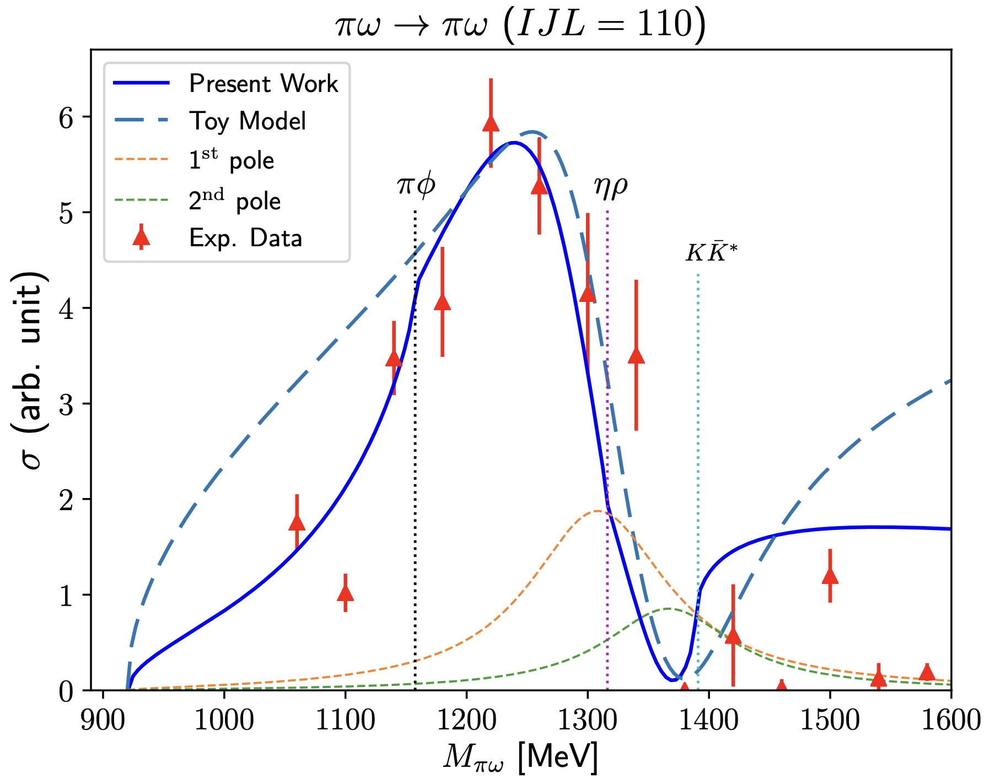 πω → πω (IJL = 110)
Present Work
Toy Model
1st pole
2nd pole
Exp. Data
πϕ
ηρ
KK̄*
σ (arb. unit)
6
5
4
3
2
1
0
900 1000 1100 1200 1300 1400 1500 1600
Mπω [MeV]